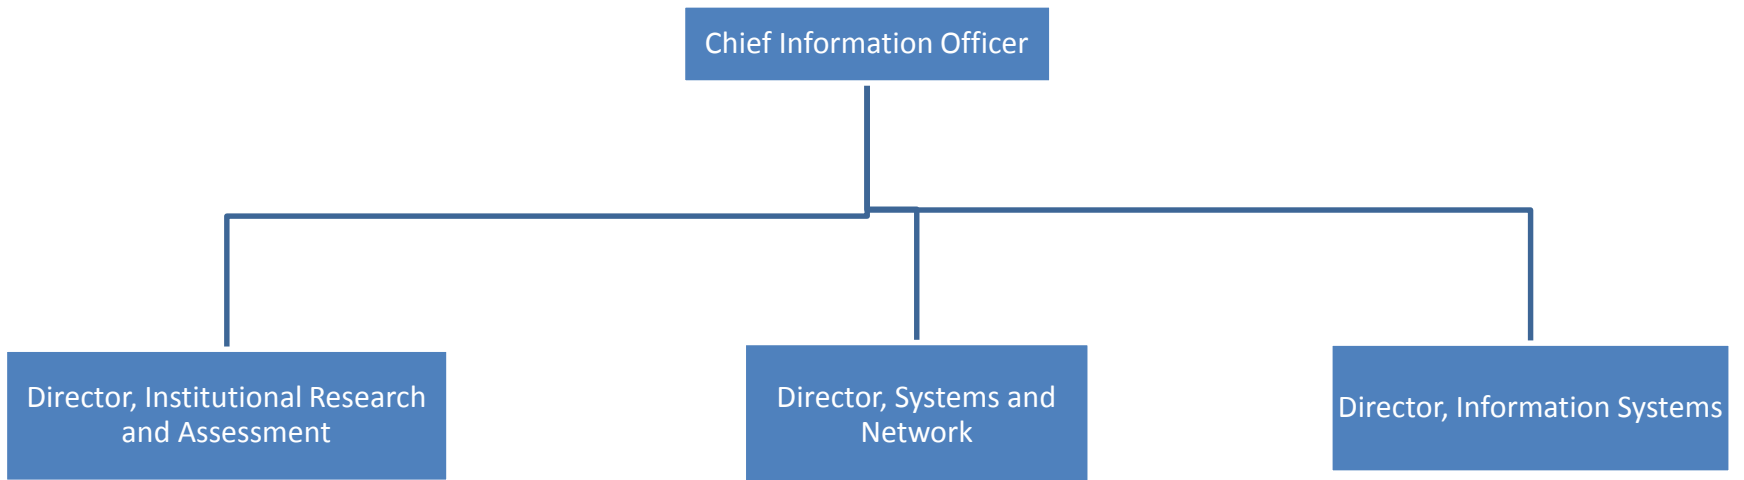 Chief Information Officer
Director, Institutional Research
and Assessment
Director, Systems and
Network
Director, Information Systems